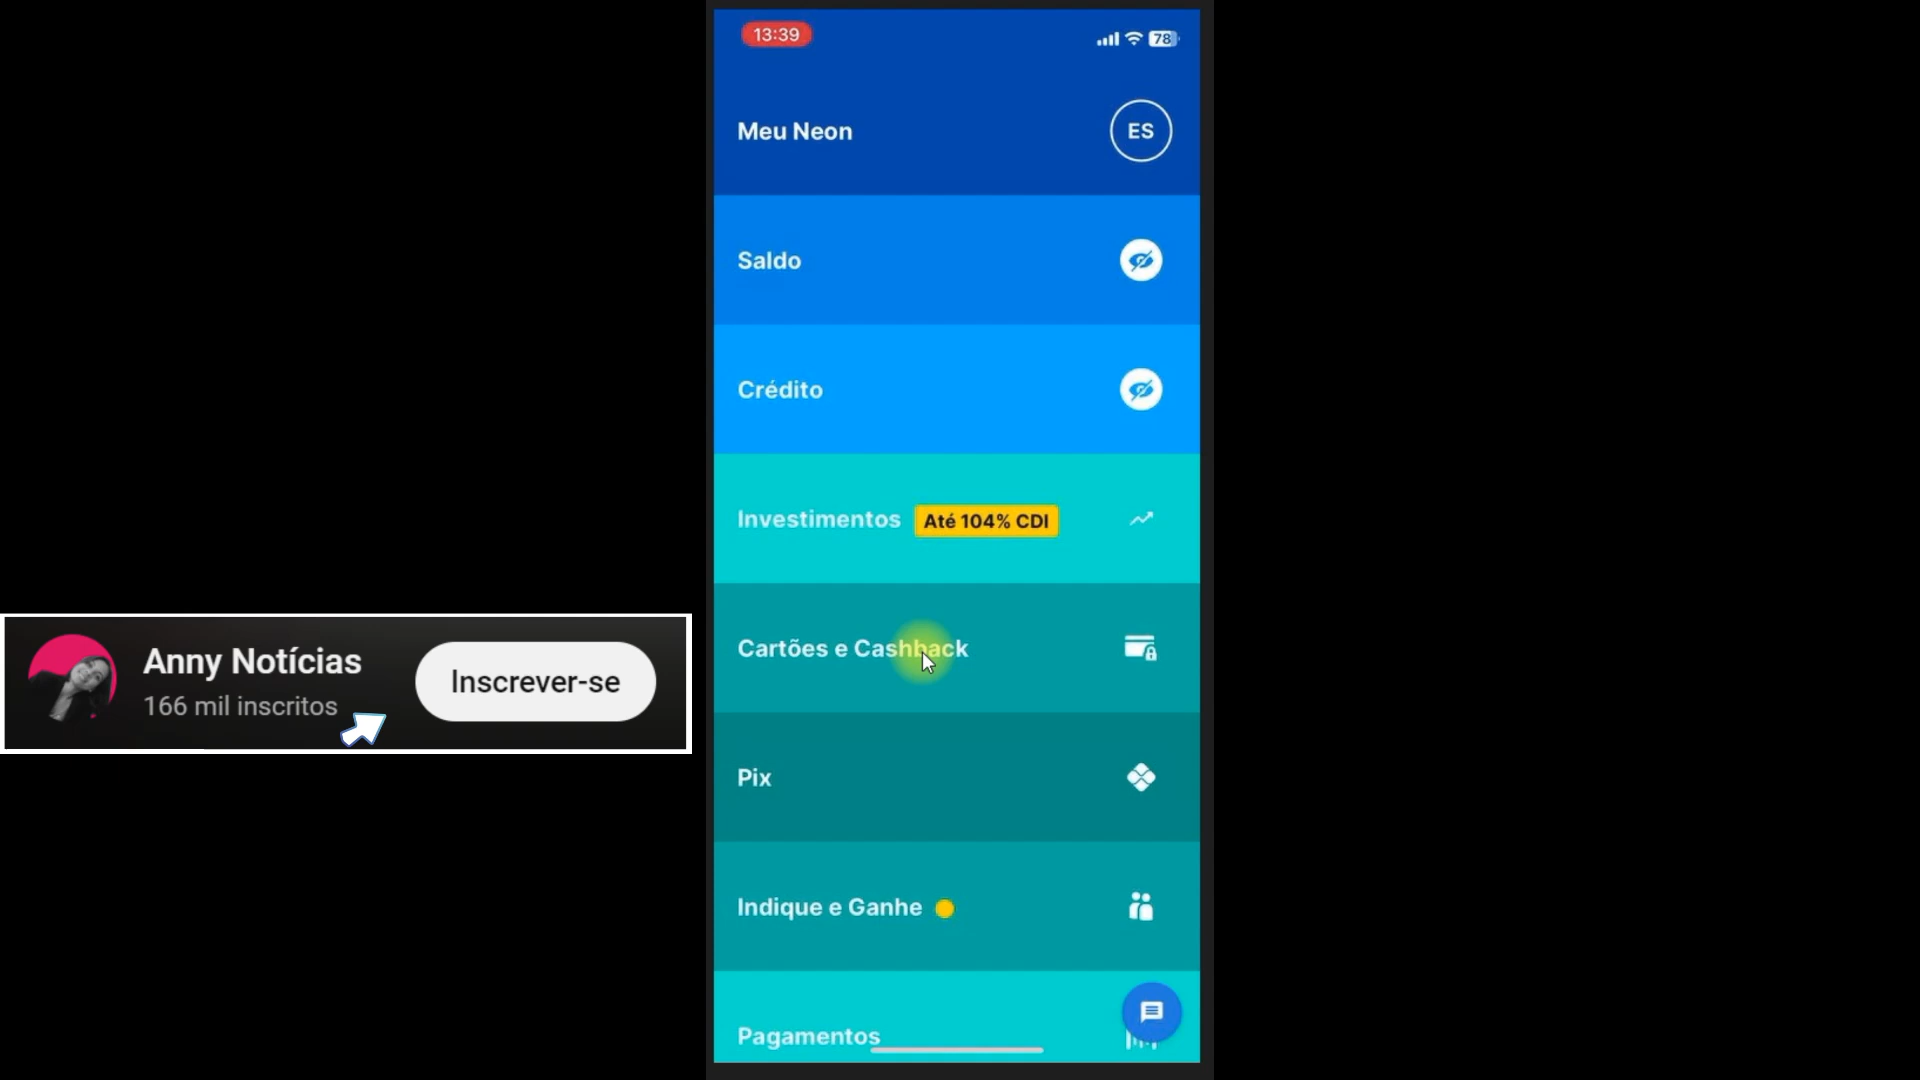 13:39
78
Meu Neon
ES
Saldo
Crédito
Investimentos
Até 104% CDI
Cartões e Cashback
Pix
Indique e Ganhe
Pagamentos
Anny Notícias
166 mil inscritos
Inscrever-se